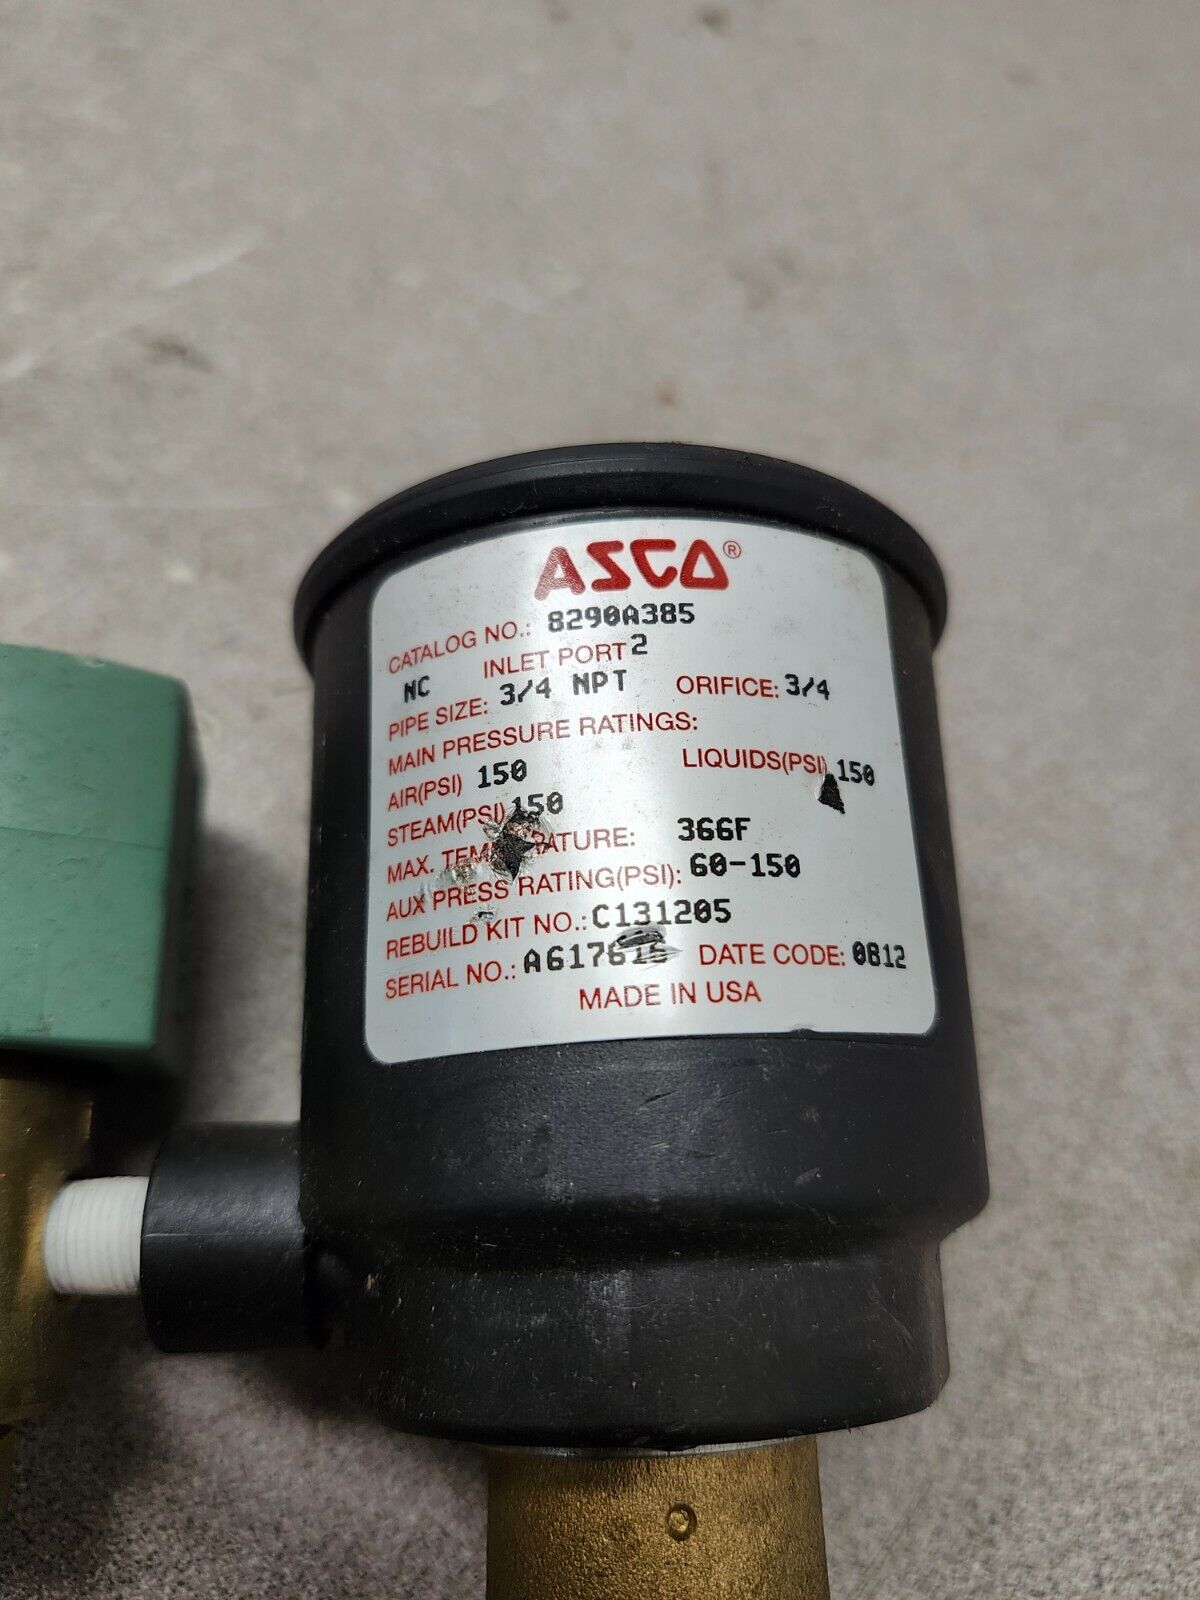 ASCO®
CATALOG NO.: 8290A385
NC INLET PORT 2
PIPE SIZE: 3/4 NPT ORIFICE: 3/4
MAIN PRESSURE RATINGS:
AIR(PSI) 150 LIQUIDS(PSI) 150
STEAM(PSI) 150
MAX. TEMPERATURE: 366F
AUX PRESS RATING(PSI): 60-150
REBUILD KIT NO.: C131205
SERIAL NO.: DATE CODE: 0812
MADE IN USA